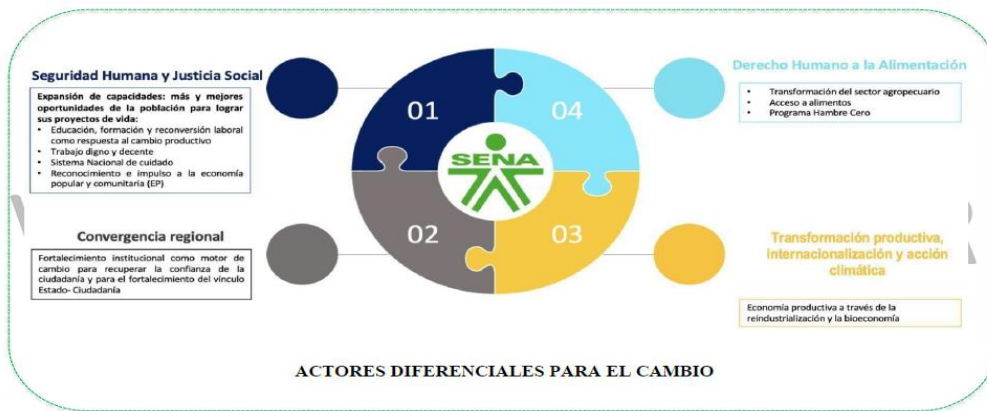 Seguridad Humana y Justicia Social
Expansión de capacidades: más y mejores
oportunidades de la población para lograr
sus proyectos de vida:
• Educación, formación y reconversión laboral
como respuesta al cambio productivo
• Trabajo digno y decente
• Sistema Nacional de cuidado
• Reconocimiento e impulso a la economía
popular y comunitaria (EP)
Convergencia regional
Fortalecimiento institucional como motor de
cambio para recuperar la confianza de la
ciudadanía y para el fortalecimiento del vínculo
Estado- Ciudadanía
01
04
SENA
02
03
Derecho Humano a la Alimentación
• Transformación del sector agropecuario
• Acceso a alimentos
• Programa Hambre Cero
Transformación productiva,
internacionalización y acción
climática
Economía productiva a través de la
reindustrialización y la bioeconomía
ACTORES DIFERENCIALES PARA EL CAMBIO